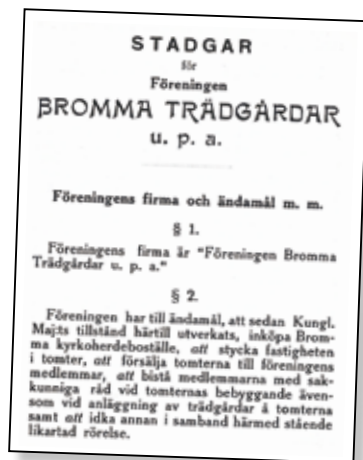 STADGAR
för
Föreningen
BROMMA TRÄDGÅRDAR
u. p. a.
Föreningens firma och ändamål m. m.
§ 1.
Föreningens firma är "Föreningen Bromma
Trädgårdar u. p. a."
§ 2.
Föreningen har till ändamål, att sedan Kungl.
Maj:ts tillstånd härtill utverkats, inköpa Brom-
ma kyrkoherdeboställe, att stycka fastigheten
i tomter, att försälja tomterna till föreningens
medlemmar, att bistå medlemmarna med sak-
kunniga råd vid tomternas bebyggande även-
som vid anläggning av trädgårdar å tomterna
samt att idka annan i samband härmed stående
likartad rörelse.